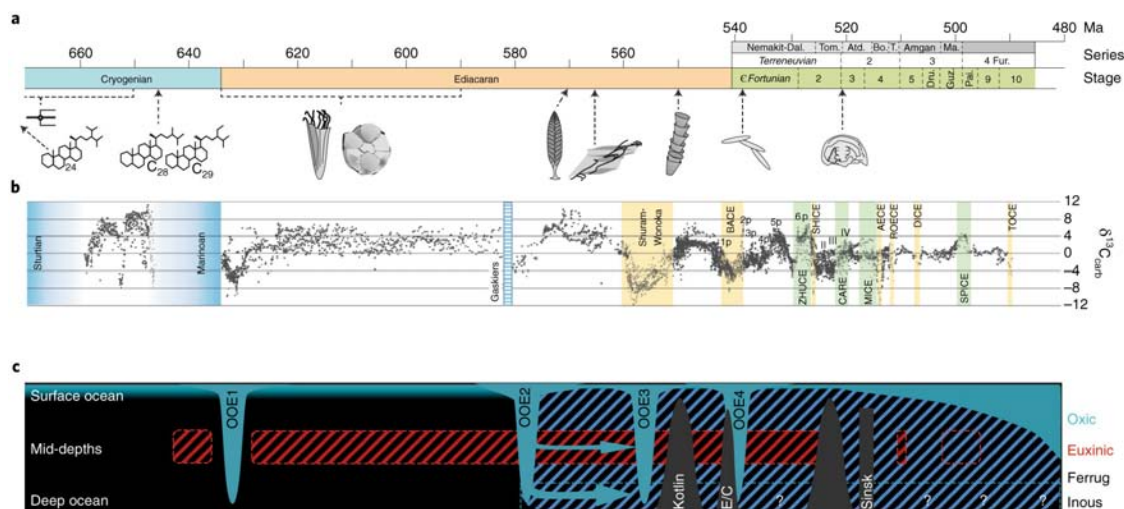 a
660
640
620
600
580
560
540
520
500
480
Ma
Nemakit-Dal.
Tom.
Atd.
Bo.
T.
Amgan
Ma.
Terreneuvian
2
3
4 Fur.
Series
Cryogenian
Ediacaran
Є Fortunian
2
3
4
5
Dru.
Guz.
Pai.
9
10
Stage
24
C28
C29
b
Sturtian
Marinoan
Gaskiers
Shuram-
Wonoka
1p
BACE
2p
3p
5p
6p
ZHUCE
SHICE
II
III
IV
CARE
MICE
AECE
ROECE
DICE
SPICE
TOCE
12
8
4
0
−4
−8
−12
δ13Ccarb
c
Surface ocean
Mid-depths
Deep ocean
OOE1
OOE2
OOE3
OOE4
Kotlin
E/C
Sinsk
?
?
?
?
Oxic
Euxinic
Ferrug
Inous